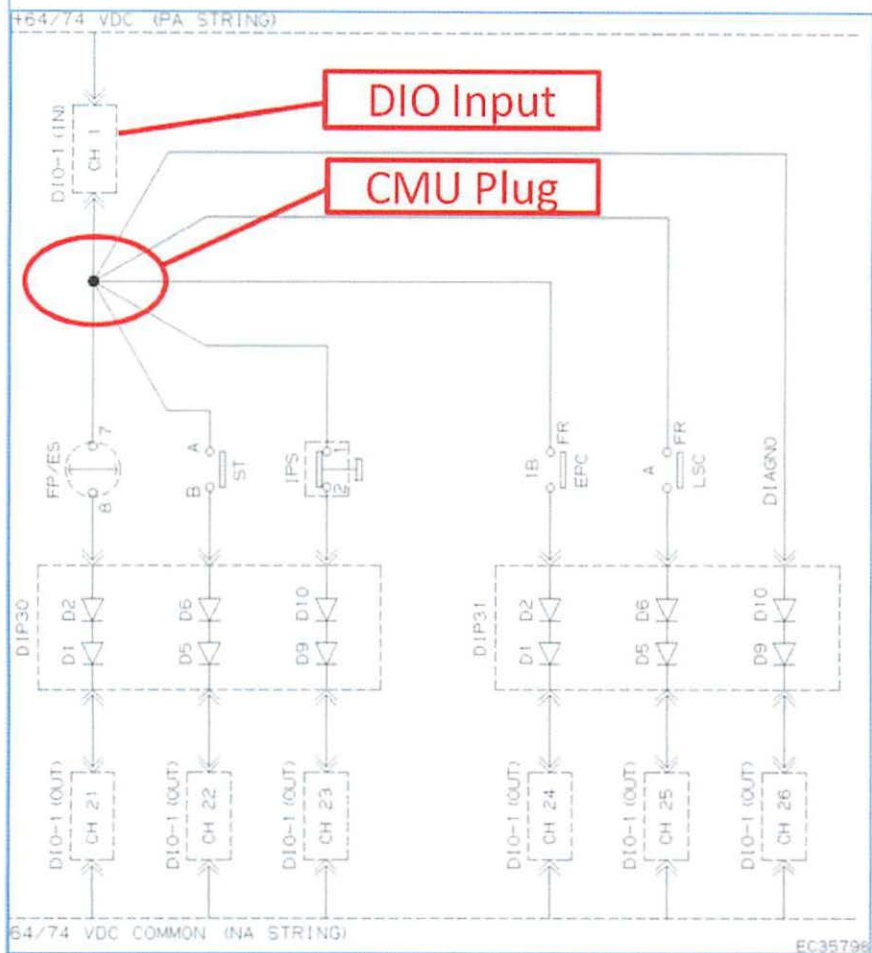 +64/74 VDC (PA STRING)
DIO Input
DIO-1 (IN)
CH 1
CMU Plug
FP/ES
7
8
A
B
ST
IPS
1
2
1B
FR
EPC
A
FR
LSC
DIAGNO
DIP30
D2
D1
D6
D5
D10
D9
DIP31
D2
D1
D6
D5
D10
D9
DIO-1 (OUT)
CH 21
DIO-1 (OUT)
CH 22
DIO-1 (OUT)
CH 23
DIO-1 (OUT)
CH 24
DIO-1 (OUT)
CH 25
DIO-1 (OUT)
CH 26
64/74 VDC COMMON (NA STRING)
EC35798